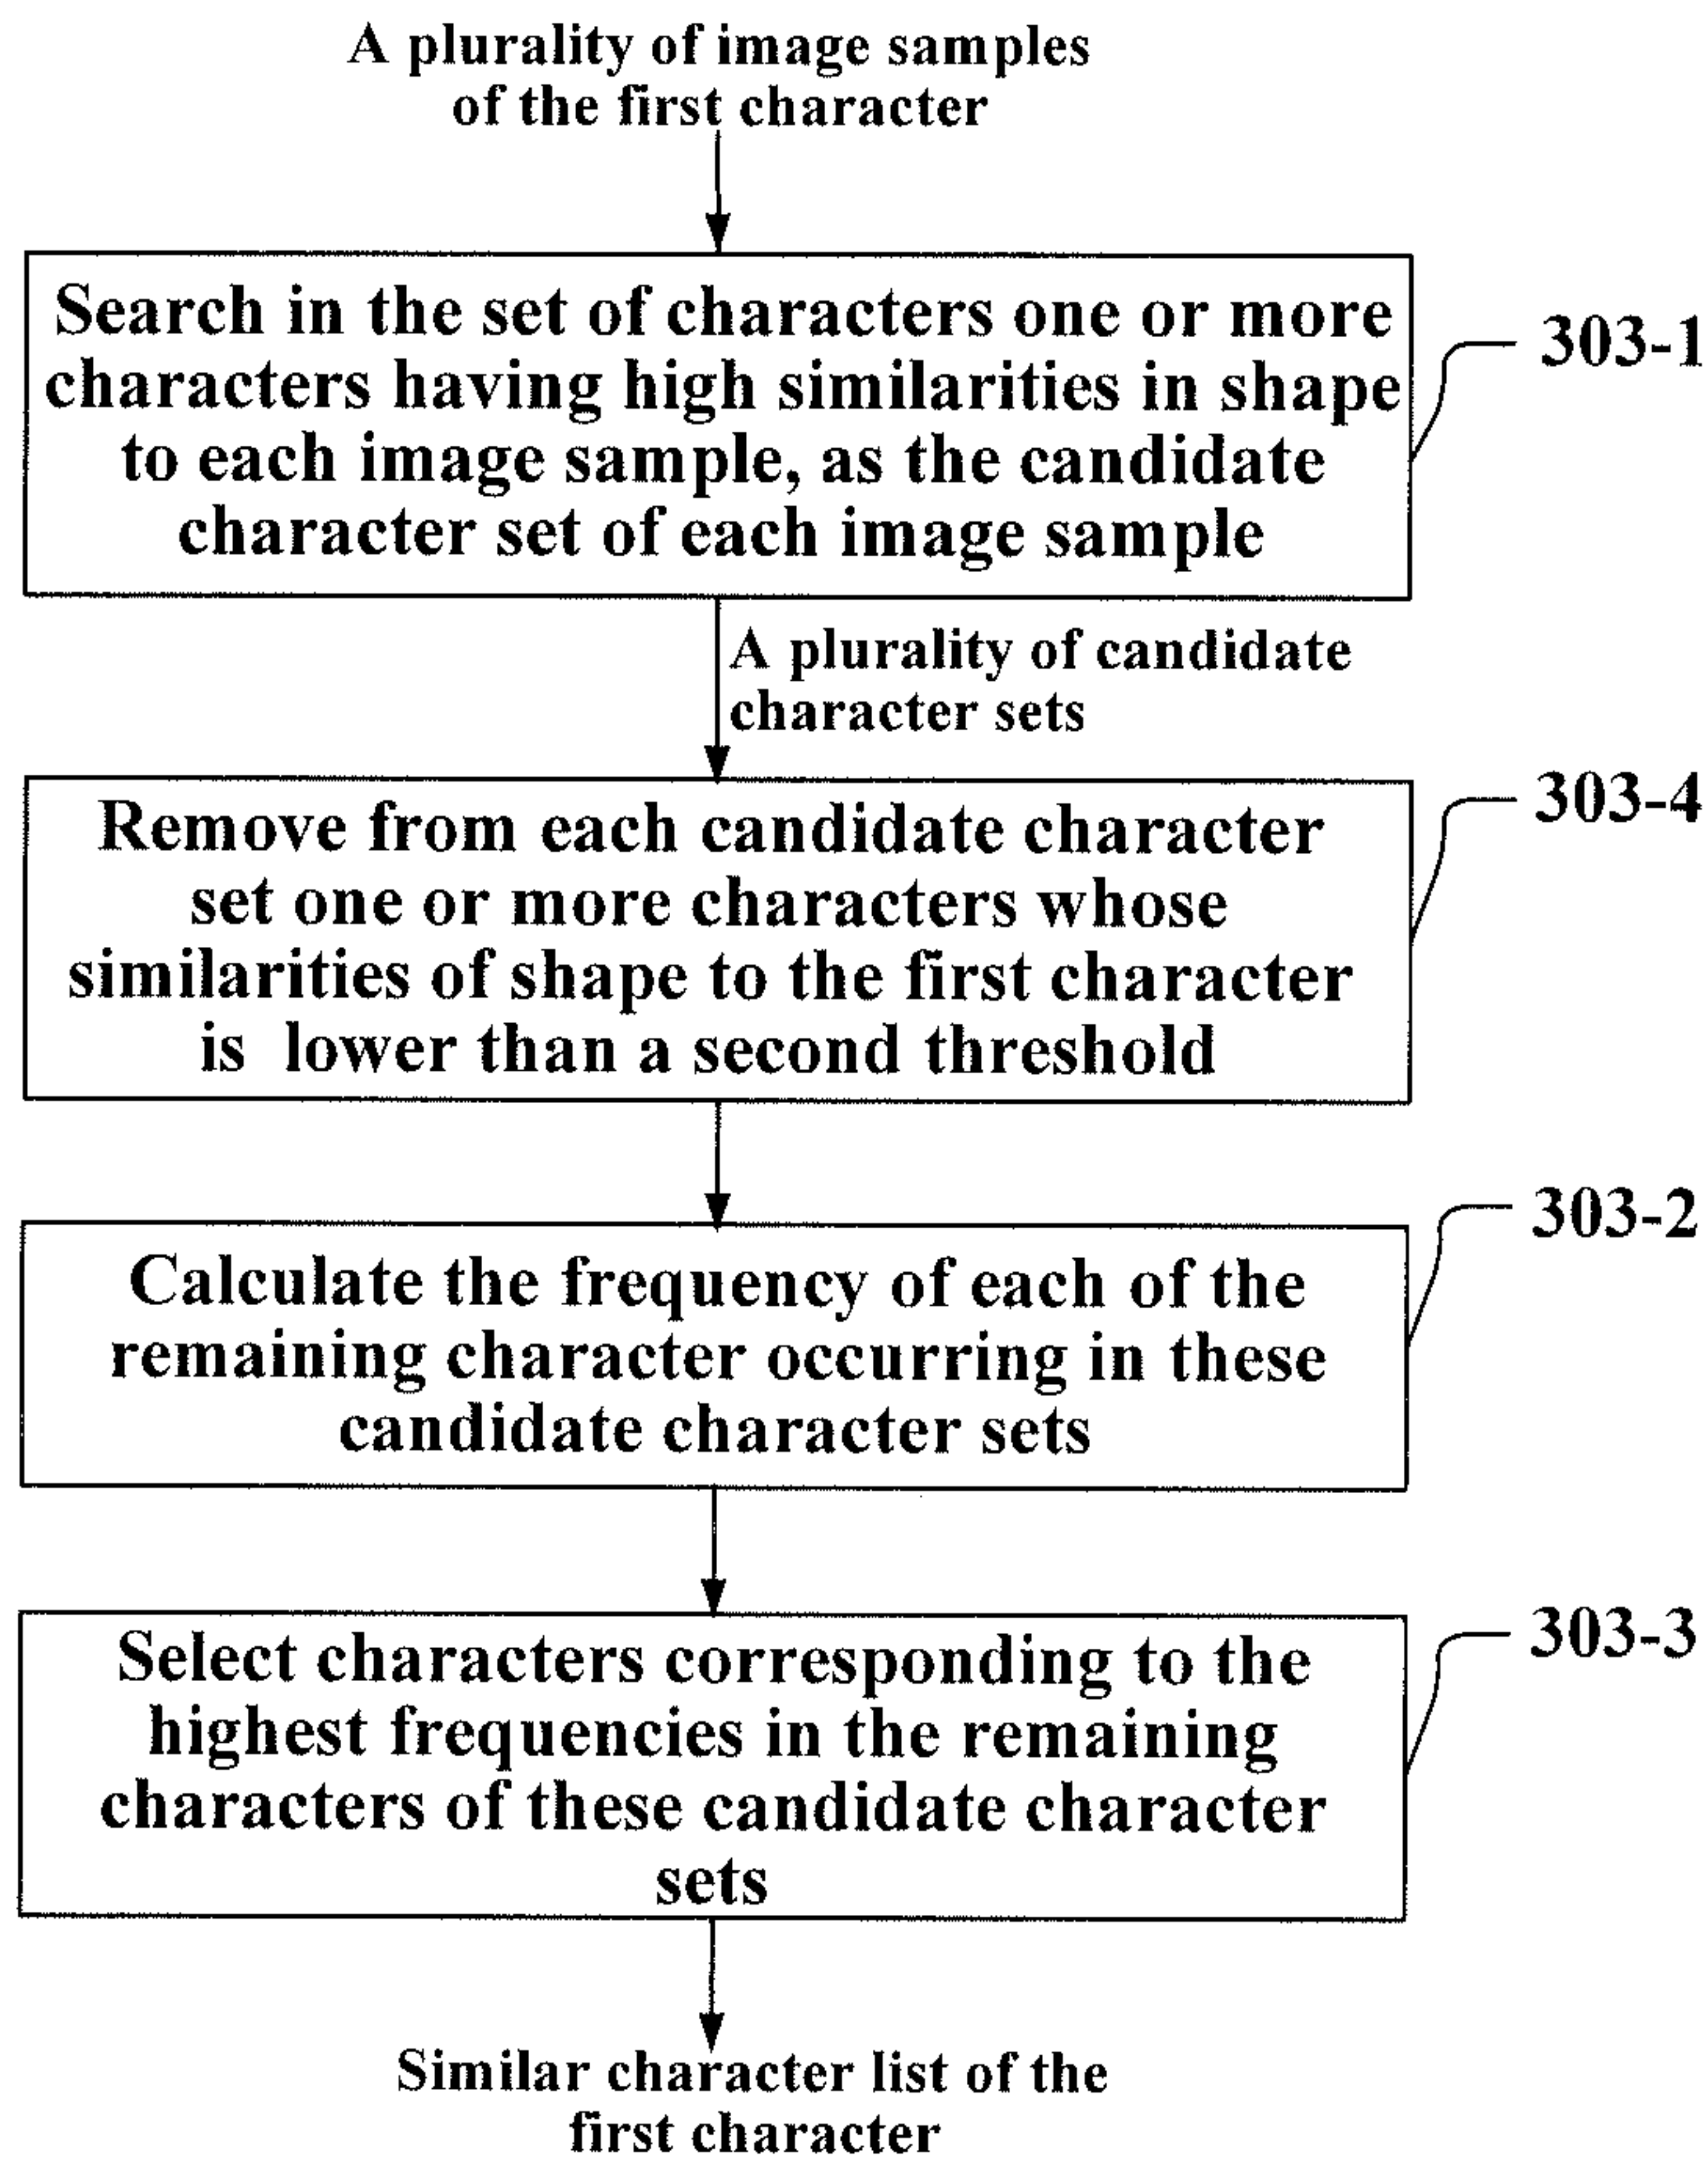 A plurality of image samples
of the first character
Search in the set of characters one or more
characters having high similarities in shape
to each image sample, as the candidate
character set of each image sample
303-1
A plurality of candidate
character sets
Remove from each candidate character
set one or more characters whose
similarities of shape to the first character
is lower than a second threshold
303-4
Calculate the frequency of each of the
remaining character occurring in these
candidate character sets
303-2
Select characters corresponding to the
highest frequencies in the remaining
characters of these candidate character
sets
303-3
Similar character list of the
first character